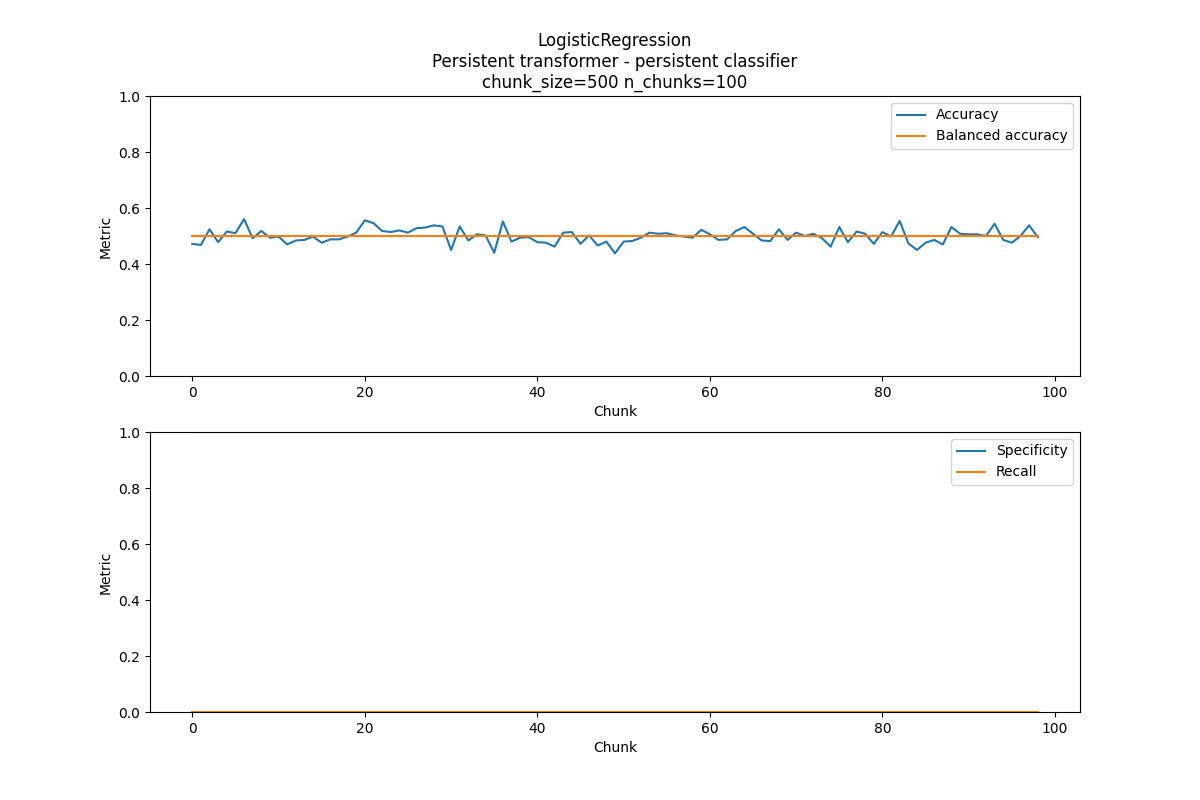 LogisticRegression
Persistent transformer - persistent classifier
chunk_size=500 n_chunks=100
1.0
0.8
0.6
0.4
0.2
0.0
Metric
Accuracy
Balanced accuracy
0 20 40 60 80 100
Chunk
1.0
0.8
0.6
0.4
0.2
0.0
Metric
Specificity
Recall
0 20 40 60 80 100
Chunk